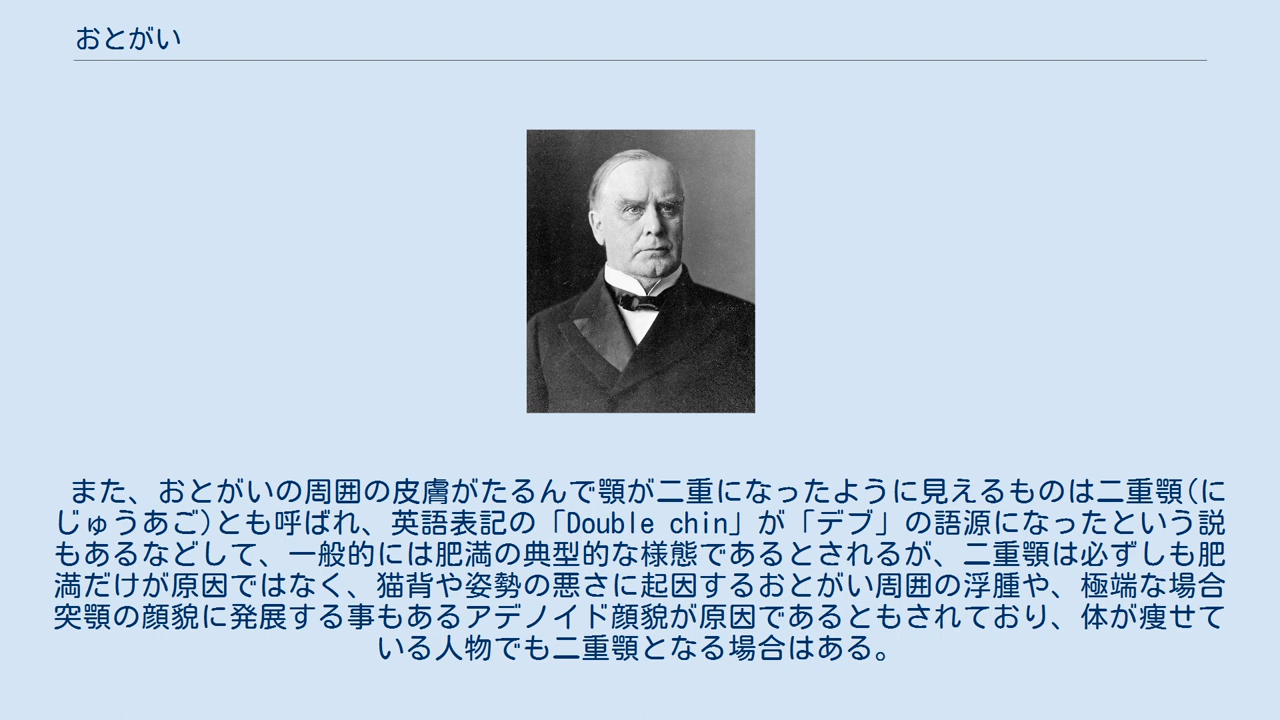 おとがい
また、おとがいの周囲の皮膚がたるんで顎が二重になったように見えるものは二重顎(に
じゅうあご)とも呼ばれ、英語表記の「Double chin」が「デブ」の語源になったという説
もあるなどして、一般的には肥満の典型的な様態であるとされるが、二重顎は必ずしも肥
満だけが原因ではなく、猫背や姿勢の悪さに起因するおとがい周囲の浮腫や、極端な場合
突顎の顔貌に発展する事もあるアデノイド顔貌が原因であるともされており、体が痩せて
いる人物でも二重顎となる場合はある。